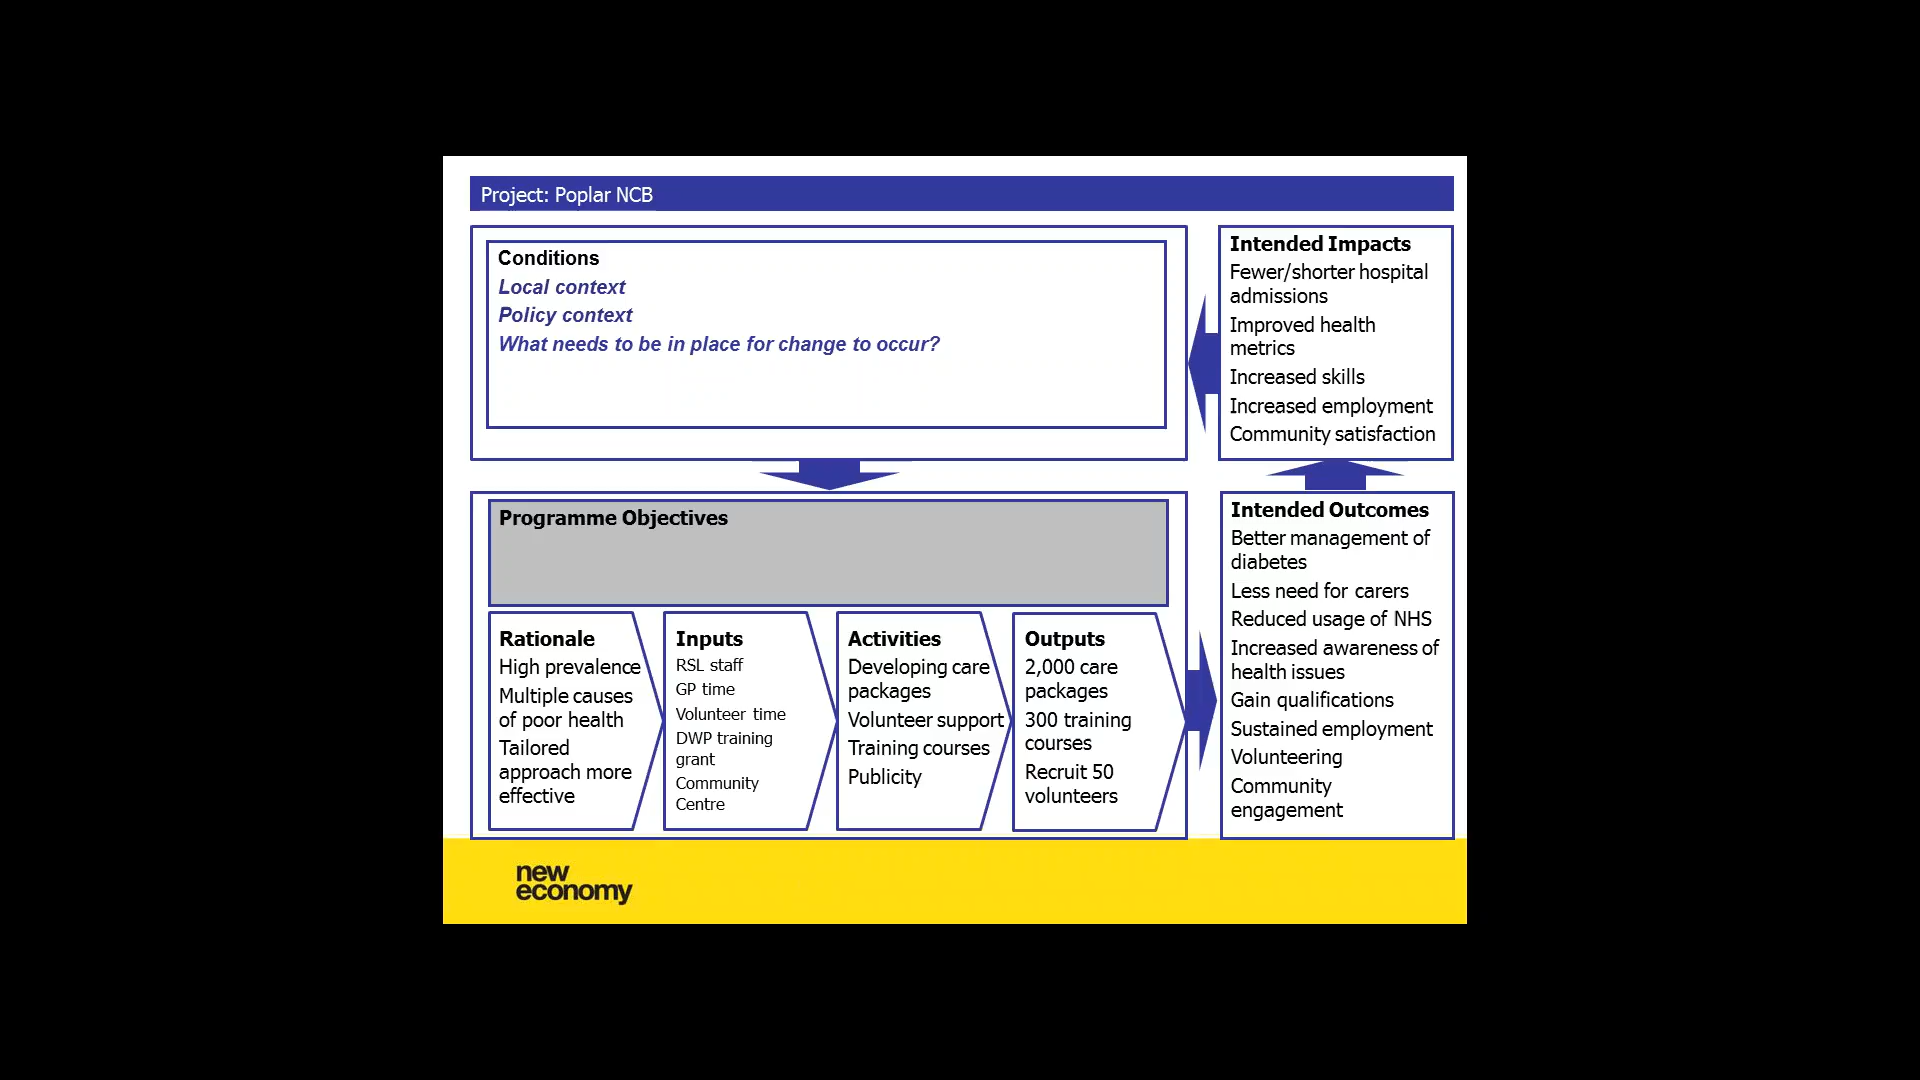 Project: Poplar NCB
Conditions
Local context
Policy context
What needs to be in place for change to occur?
Intended Impacts
Fewer/shorter hospital
admissions
Improved health
metrics
Increased skills
Increased employment
Community satisfaction
Programme Objectives
Rationale
High prevalence
Multiple causes
of poor health
Tailored
approach more
effective
Inputs
RSL staff
GP time
Volunteer time
DWP training
grant
Community
Centre
Activities
Developing care
packages
Volunteer support
Training courses
Publicity
Outputs
2,000 care
packages
300 training
courses
Recruit 50
volunteers
Intended Outcomes
Better management of
diabetes
Less need for carers
Reduced usage of NHS
Increased awareness of
health issues
Gain qualifications
Sustained employment
Volunteering
Community
engagement
new
economy